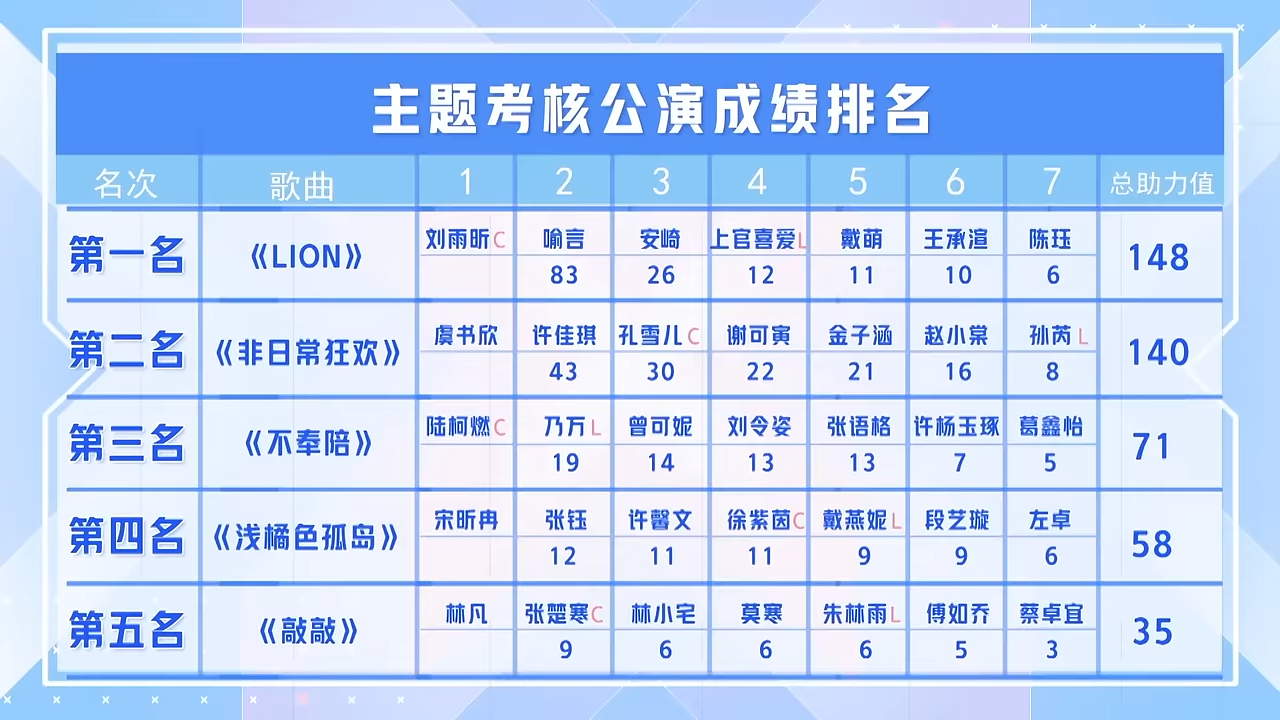 主题考核公演成绩排名
名次 歌曲 1 2 3 4 5 6 7 总助力值
第一名 《LION》 刘雨昕C 喻言 安崎 上官喜爱L 戴萌 王承渲 陈珏 148
83 26 12 11 10 6
第二名 《非日常狂欢》 虞书欣 许佳琪 孔雪儿C 谢可寅 金子涵 赵小棠 孙芮L 140
43 30 22 21 16 8
第三名 《不奉陪》 陆柯燃C 乃万L 曾可妮 刘令姿 张语格 许杨玉琢 葛鑫怡 71
19 14 13 13 7 5
第四名 《浅橘色孤岛》 宋昕冉 张钰 许馨文 徐紫茵C 戴燕妮L 段艺璇 左卓 58
12 11 11 9 9 6
第五名 《敲敲》 林凡 张楚寒C 林小宅 莫寒 朱林雨L 傅如乔 蔡卓宜 35
9 6 6 6 5 3